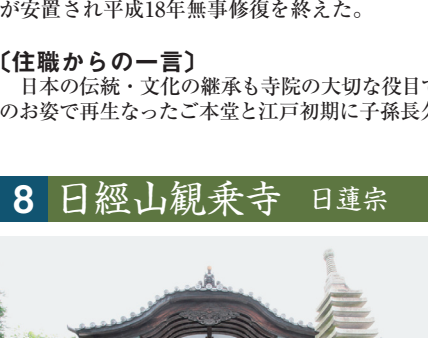 が安置され平成18年無事修復を終えた。
〔住職からの一言〕
日本の伝統・文化の継承も寺院の大切な役目で
のお姿で再生なったご本堂と江戸初期に子孫長久
8 日經山観乗寺 日蓮宗